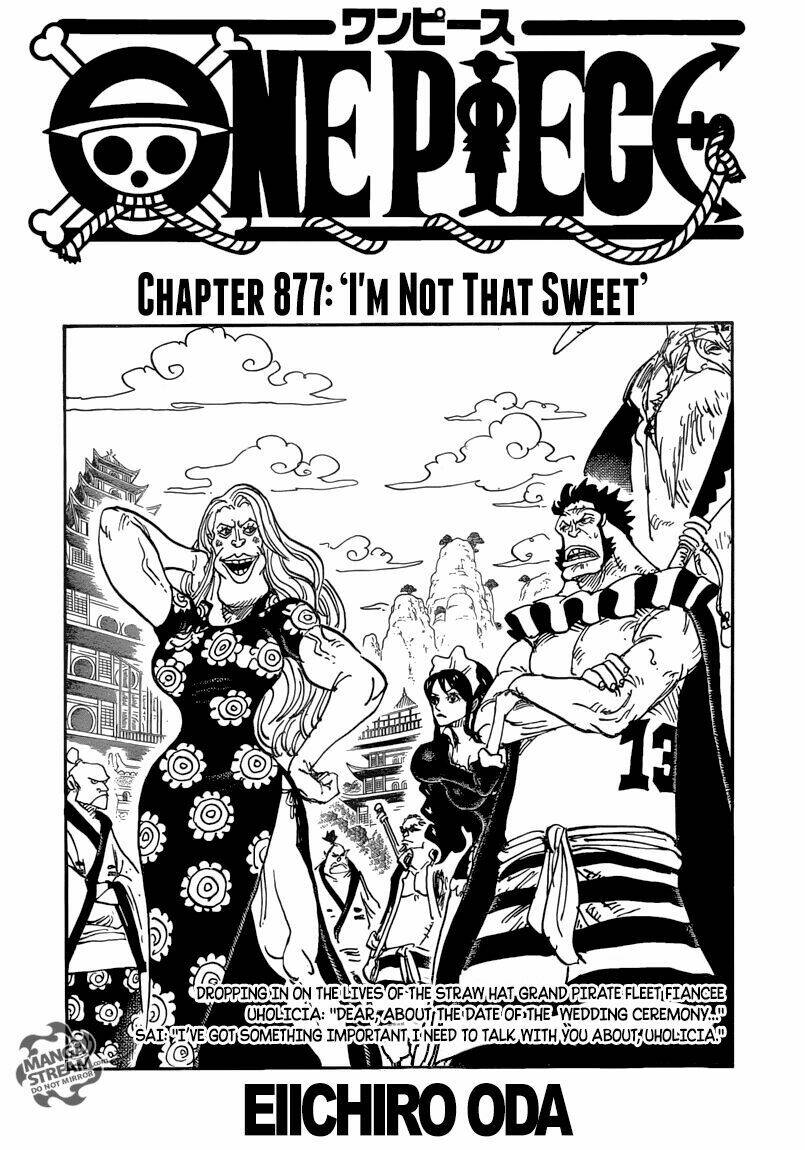 ワンピース
ONE PIECE
CHAPTER 877: ‘I'M NOT THAT SWEET’
13
DROPPING IN ON THE LIVES OF THE STRAW HAT GRAND PIRATE FLEET FIANCEE
UHOLICIA: "DEAR, ABOUT THE DATE OF THE WEDDING CEREMONY..."
SAI: "I'VE GOT SOMETHING IMPORTANT I NEED TO TALK WITH YOU ABOUT, UHOLICIA."
MANGA
STREAM.COM
DO NOT MIRROR
EIICHIRO ODA